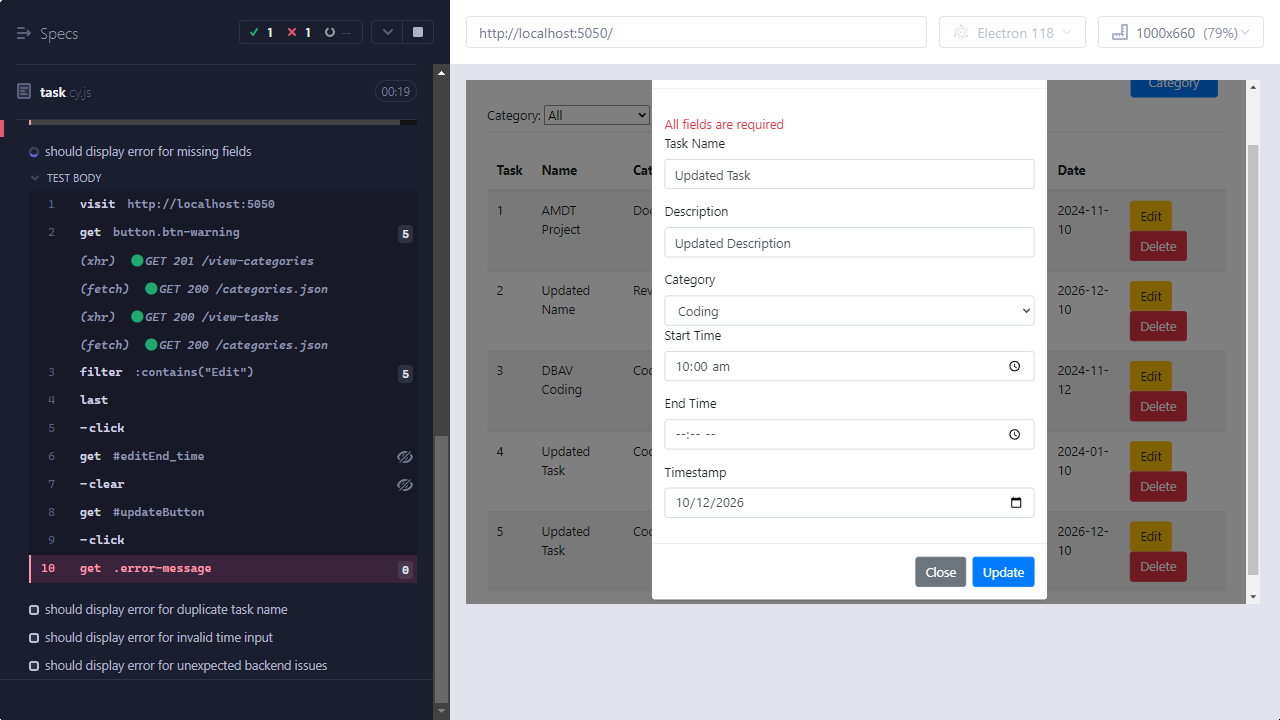 Specs
1 1 --
task.cy.js 00:19
should display error for missing fields
TEST BODY
1 visit http://localhost:5050
2 get button.btn-warning 5
(xhr) GET 201 /view-categories
(fetch) GET 200 /categories.json
(xhr) GET 200 /view-tasks
(fetch) GET 200 /categories.json
3 filter :contains("Edit") 5
4 last
5 -click
6 get #editEnd_time
7 -clear
8 get #updateButton
9 -click
10 get .error-message 0
should display error for duplicate task name
should display error for invalid time input
should display error for unexpected backend issues
http://localhost:5050/
Electron 118
1000x660 (79%)
Category
Category: All
Task Name Cat Date
1 AMDT Project Doc 2024-11-10 Edit Delete
2 Updated Name Rev 2026-12-10 Edit Delete
3 DBAV Coding Coc 2024-11-12 Edit Delete
4 Updated Task Coc 2024-01-10 Edit Delete
5 Updated Task Coc 2026-12-10 Edit Delete
All fields are required
Task Name
Updated Task
Description
Updated Description
Category
Coding
Start Time
10:00 am
End Time
--:-- --
Timestamp
10/12/2026
Close Update